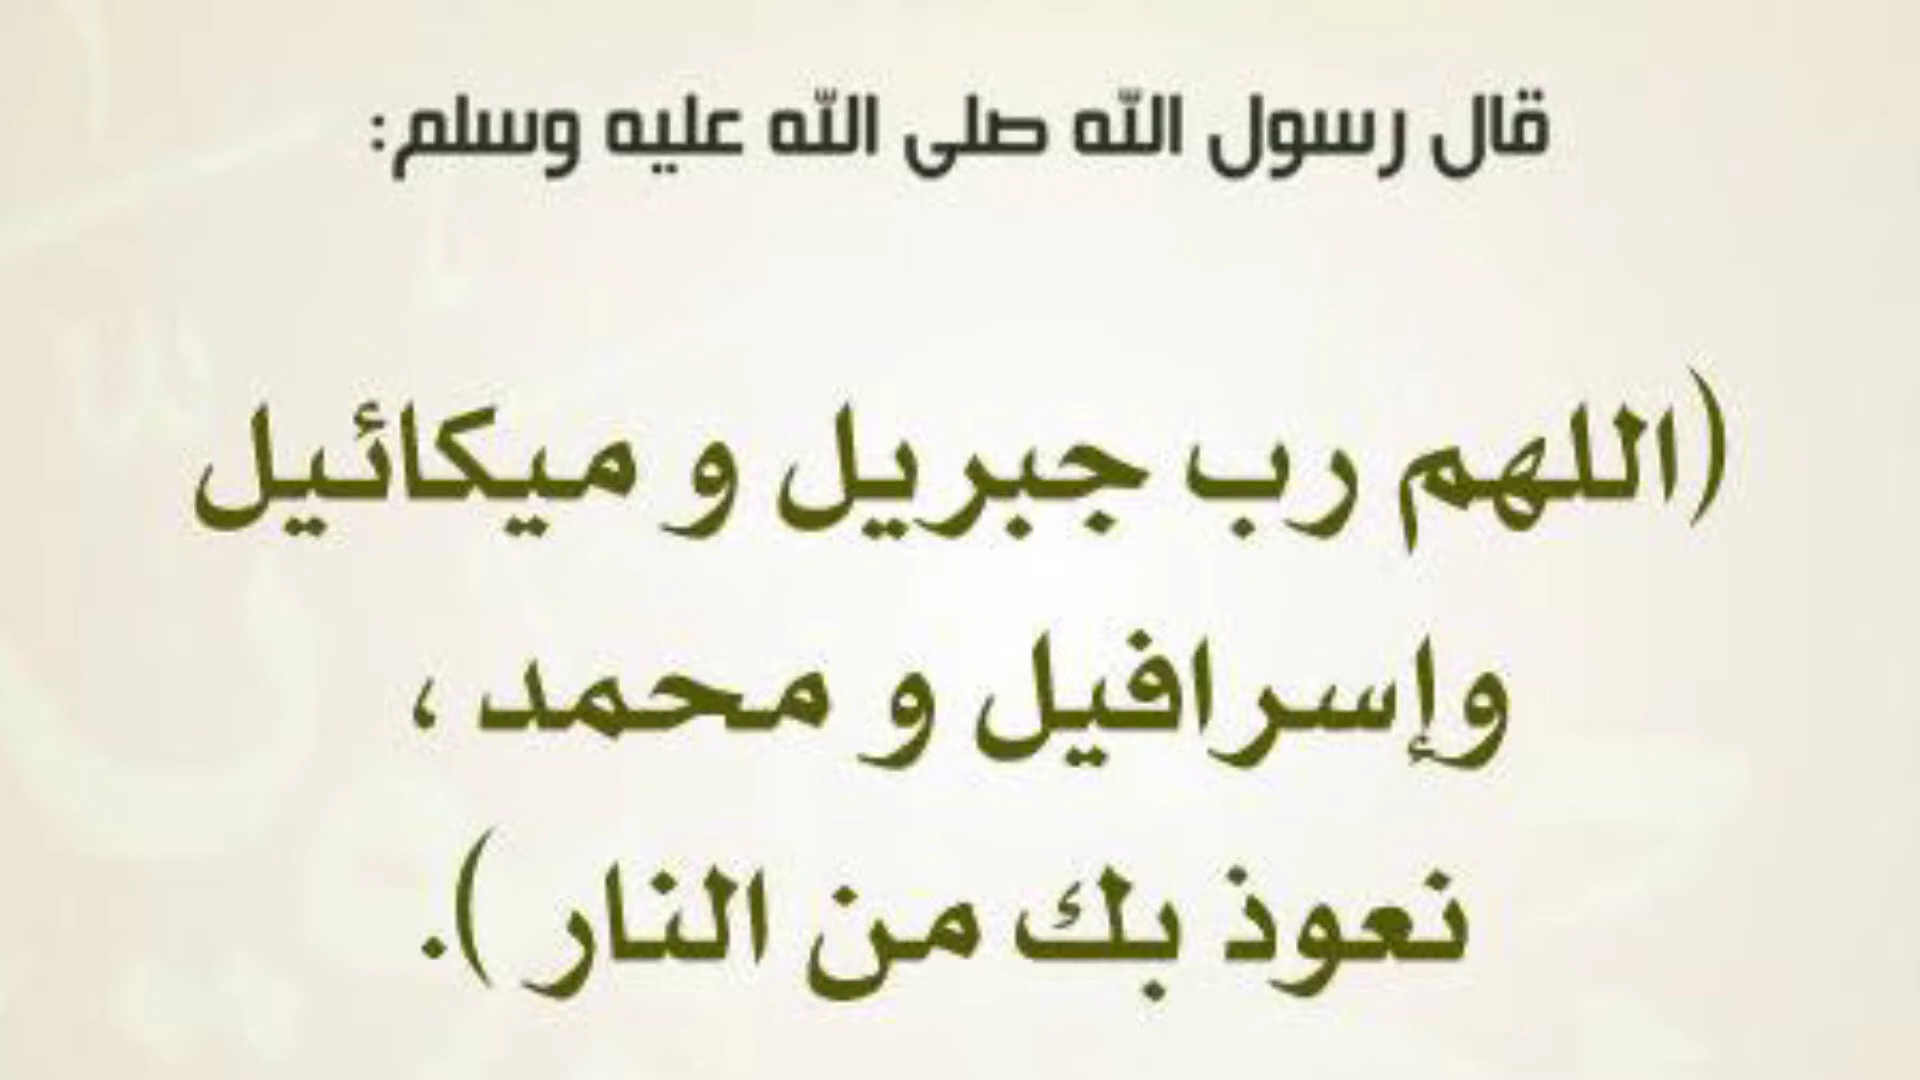 قال رسول الله صلى الله عليه وسلم:
(اللهم رب جبريل و ميكائيل
وإسرافيل و محمد ،
نعوذ بك من النار ).